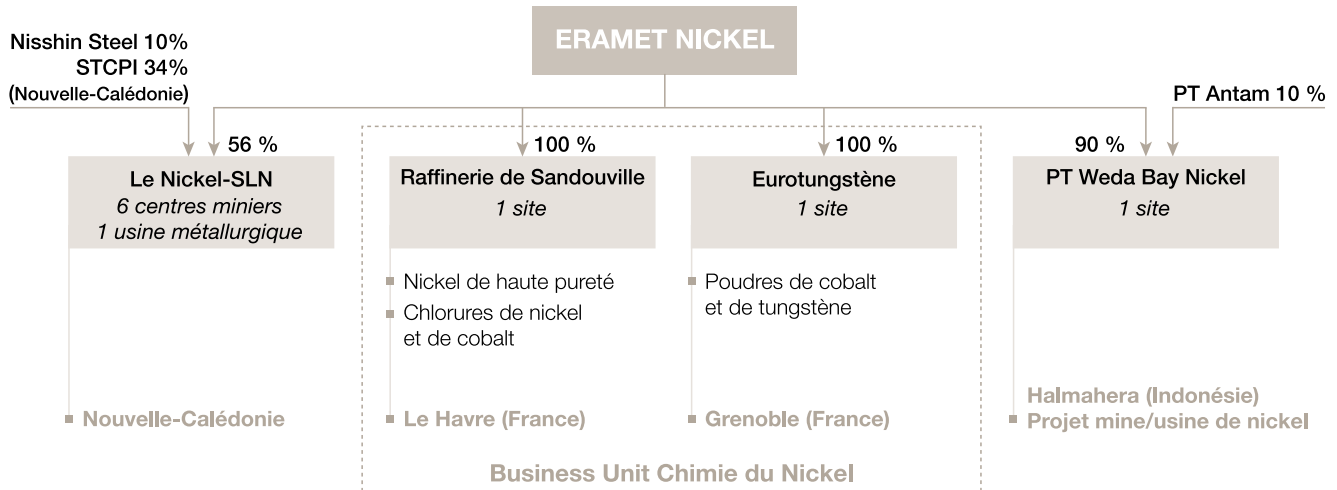 ERAMET NICKEL
Nisshin Steel 10%
STCPI 34%
(Nouvelle-Calédonie)
PT Antam 10 %
56 %
Le Nickel-SLN
6 centres miniers
1 usine métallurgique
Nouvelle-Calédonie
100 %
Raffinerie de Sandouville
1 site
Nickel de haute pureté
Chlorures de nickel
et de cobalt
Le Havre (France)
100 %
Eurotungstène
1 site
Poudres de cobalt
et de tungstène
Grenoble (France)
Business Unit Chimie du Nickel
90 %
PT Weda Bay Nickel
1 site
Halmahera (Indonésie)
Projet mine/usine de nickel